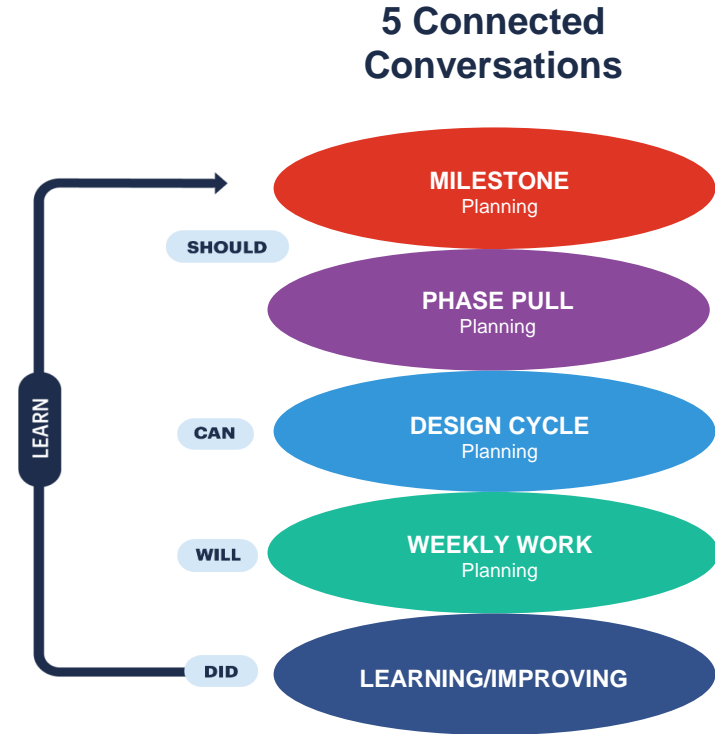 5 Connected
Conversations
MILESTONE
Planning
SHOULD
PHASE PULL
Planning
LEARN
CAN
DESIGN CYCLE
Planning
WILL
WEEKLY WORK
Planning
DID
LEARNING/IMPROVING